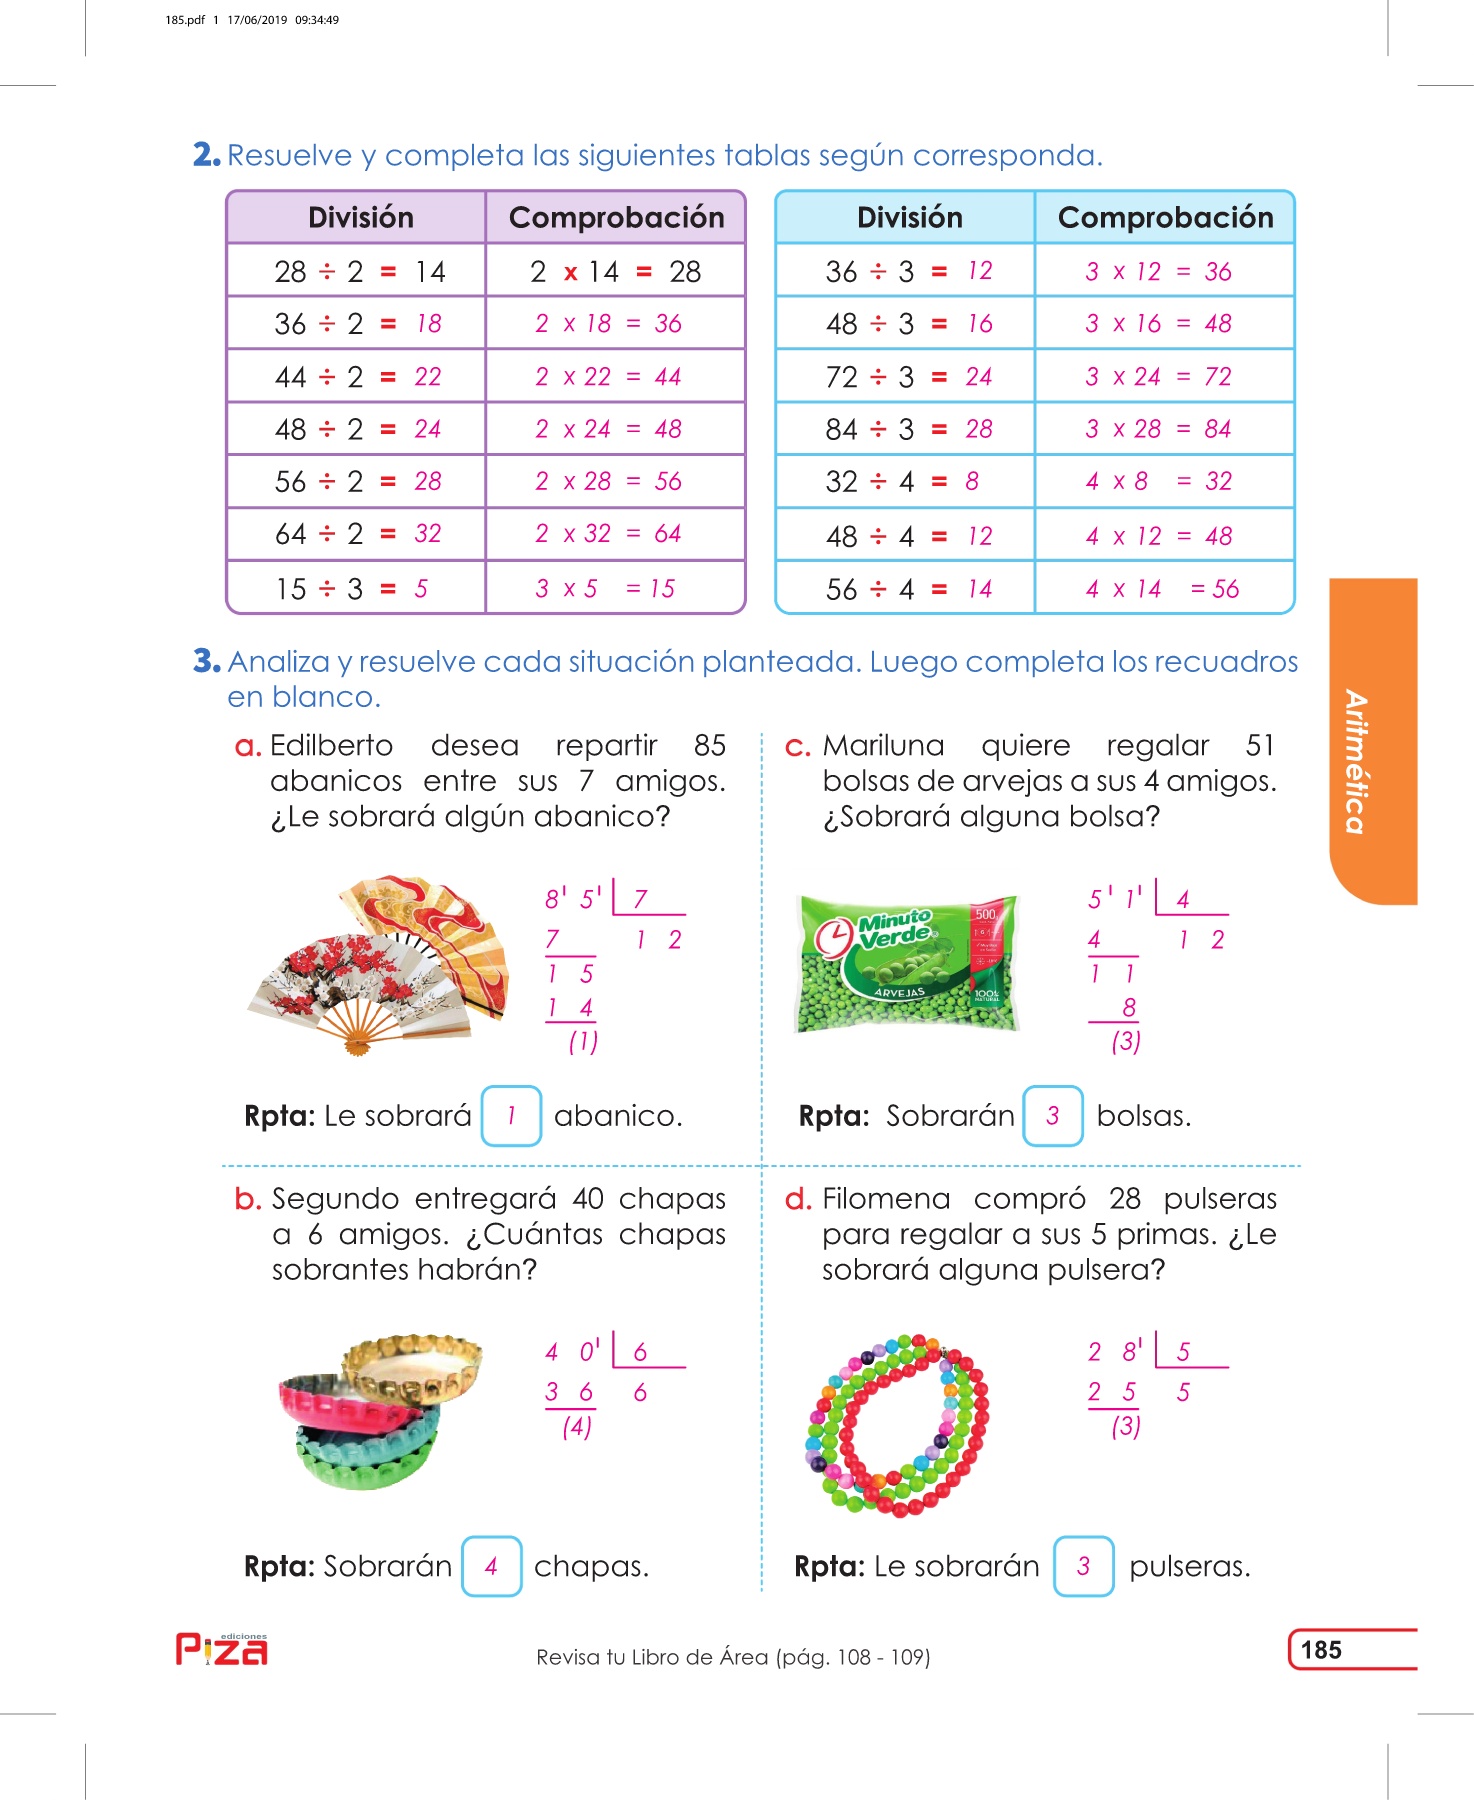 185.pdf 1 17/06/2019 09:34:49
2. Resuelve y completa las siguientes tablas según corresponda.
División Comprobación
28 ÷ 2 = 14 2 x 14 = 28
36 ÷ 2 = 18 2 x 18 = 36
44 ÷ 2 = 22 2 x 22 = 44
48 ÷ 2 = 24 2 x 24 = 48
56 ÷ 2 = 28 2 x 28 = 56
64 ÷ 2 = 32 2 x 32 = 64
15 ÷ 3 = 5 3 x 5 = 15
División Comprobación
36 ÷ 3 = 12 3 x 12 = 36
48 ÷ 3 = 16 3 x 16 = 48
72 ÷ 3 = 24 3 x 24 = 72
84 ÷ 3 = 28 3 x 28 = 84
32 ÷ 4 = 8 4 x 8 = 32
48 ÷ 4 = 12 4 x 12 = 48
56 ÷ 4 = 14 4 x 14 = 56
3. Analiza y resuelve cada situación planteada. Luego completa los recuadros
en blanco.
a. Edilberto desea repartir 85
abanicos entre sus 7 amigos.
¿Le sobrará algún abanico?
8' 5' 7
7 1 2
1 5
1 4
(1)
Rpta: Le sobrará 1 abanico.
c. Mariluna quiere regalar 51
bolsas de arvejas a sus 4 amigos.
¿Sobrará alguna bolsa?
Minuto
Verde
500
ARVEJAS
100%
NATURAL
5' 1' 4
4 1 2
1 1
8
(3)
Rpta: Sobrarán 3 bolsas.
b. Segundo entregará 40 chapas
a 6 amigos. ¿Cuántas chapas
sobrantes habrán?
4 0' 6
3 6 6
(4)
Rpta: Sobrarán 4 chapas.
d. Filomena compró 28 pulseras
para regalar a sus 5 primas. ¿Le
sobrará alguna pulsera?
2 8' 5
2 5 5
(3)
Rpta: Le sobrarán 3 pulseras.
Aritmética
ediciones
Piza
Revisa tu Libro de Área (pág. 108 - 109)
185